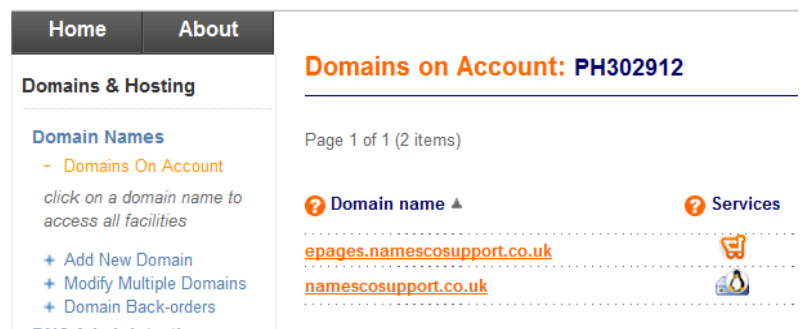 Home About
Domains & Hosting
Domain Names
- Domains On Account
click on a domain name to
access all facilities
+ Add New Domain
+ Modify Multiple Domains
+ Domain Back-orders
Domains on Account: PH302912
Page 1 of 1 (2 items)
? Domain name ▲ ? Services
epages.namescosupport.co.uk
namescosupport.co.uk